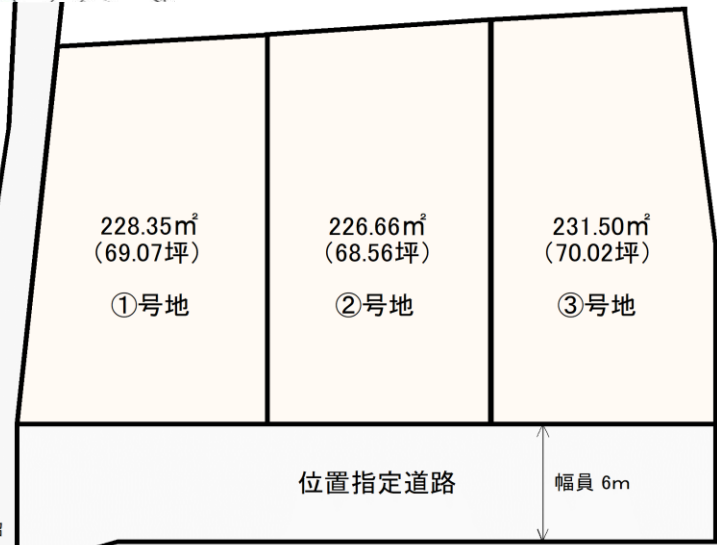 228.35㎡
（69.07坪）
①号地
226.66㎡
（68.56坪）
②号地
231.50㎡
（70.02坪）
③号地
位置指定道路
幅員 6m